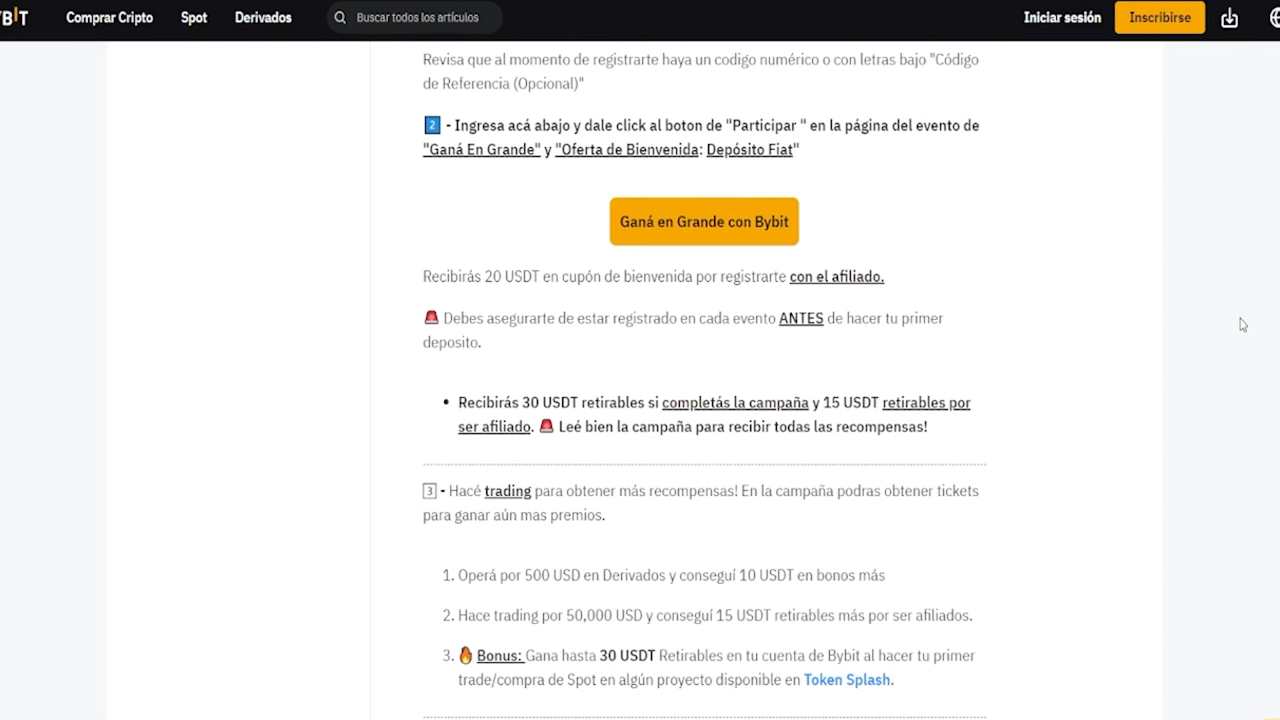 BIT Comprar Cripto Spot Derivados Buscar todos los artículos Iniciar sesión Inscribirse
Revisa que al momento de registrarte haya un codigo numérico o con letras bajo "Código
de Referencia (Opcional)"
2 - Ingresa acá abajo y dale click al boton de "Participar " en la página del evento de
"Ganá En Grande" y "Oferta de Bienvenida: Depósito Fiat"
Ganá en Grande con Bybit
Recibirás 20 USDT en cupón de bienvenida por registrarte con el afiliado.
🚨 Debes asegurarte de estar registrado en cada evento ANTES de hacer tu primer
deposito.
• Recibirás 30 USDT retirables si completás la campaña y 15 USDT retirables por
ser afiliado. 🚨 Leé bien la campaña para recibir todas las recompensas!
3 - Hacé trading para obtener más recompensas! En la campaña podras obtener tickets
para ganar aún mas premios.
1. Operá por 500 USD en Derivados y conseguí 10 USDT en bonos más
2. Hace trading por 50,000 USD y conseguí 15 USDT retirables más por ser afiliados.
3. 🔥 Bonus: Gana hasta 30 USDT Retirables en tu cuenta de Bybit al hacer tu primer
trade/compra de Spot en algún proyecto disponible en Token Splash.